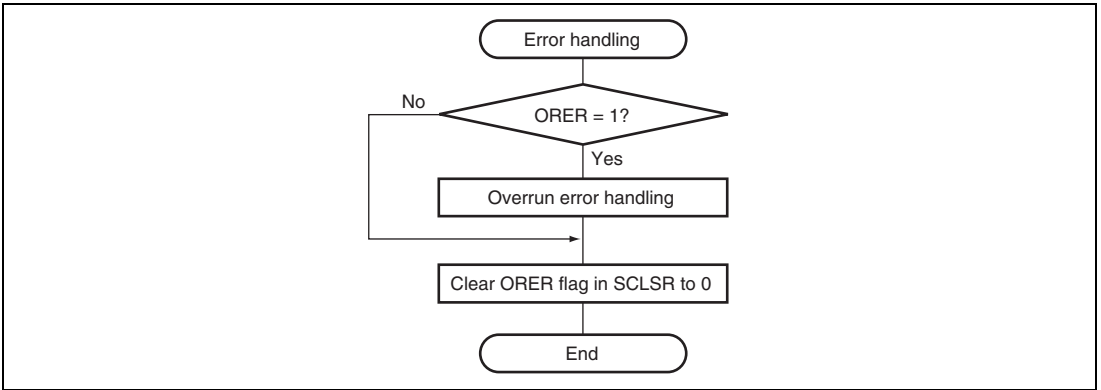 Error handling
No
ORER = 1?
Yes
Overrun error handling
Clear ORER flag in SCLSR to 0
End